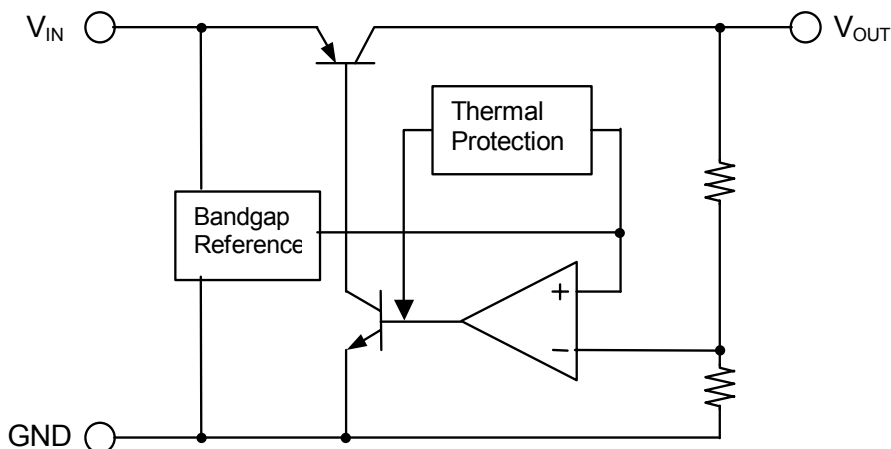 V_IN
V_OUT
Thermal
Protection
Bandgap
Reference
+
−
GND